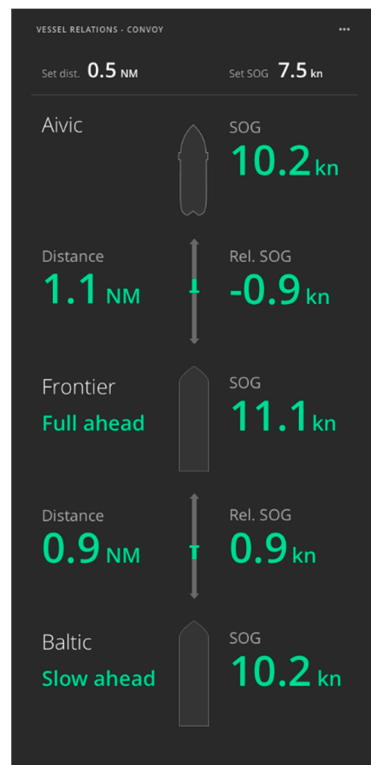 VESSEL RELATIONS - CONVOY
Set dist. 0.5 NM Set SOG 7.5 kn
Aivic SOG
10.2 kn
Distance Rel. SOG
1.1 NM -0.9 kn
Frontier SOG
Full ahead 11.1 kn
Distance Rel. SOG
0.9 NM 0.9 kn
Baltic SOG
Slow ahead 10.2 kn